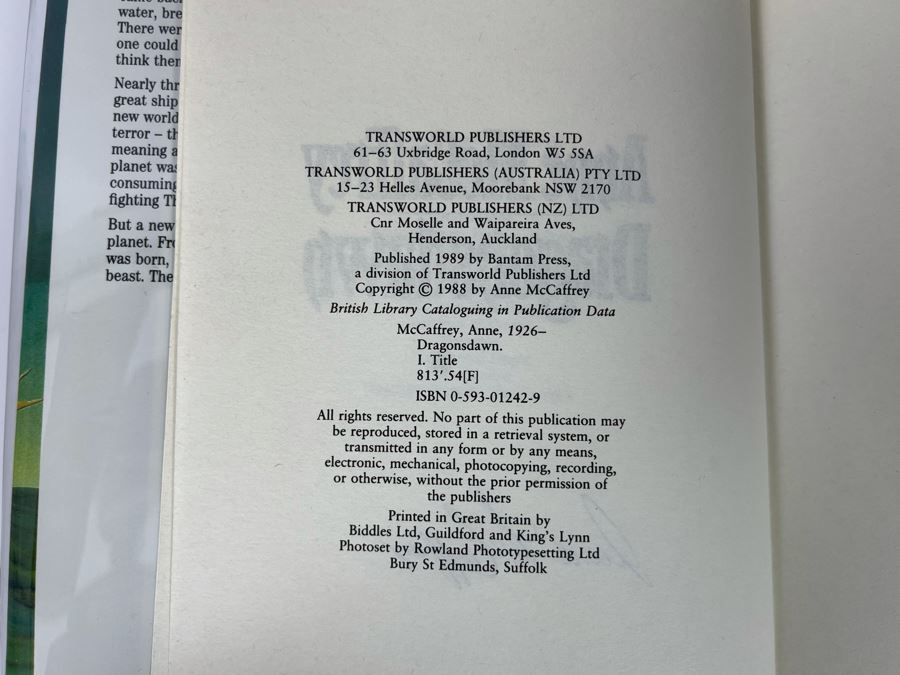 water, bre
There wer
one could
think then
Nearly thr
great ship
new world
terror – th
meaning a
planet was
consuming
fighting Th
But a new
planet. Fr
was born,
beast. The
TRANSWORLD PUBLISHERS LTD
61–63 Uxbridge Road, London W5 5SA
TRANSWORLD PUBLISHERS (AUSTRALIA) PTY LTD
15–23 Helles Avenue, Moorebank NSW 2170
TRANSWORLD PUBLISHERS (NZ) LTD
Cnr Moselle and Waipareira Aves,
Henderson, Auckland
Published 1989 by Bantam Press,
a division of Transworld Publishers Ltd
Copyright © 1988 by Anne McCaffrey
British Library Cataloguing in Publication Data
McCaffrey, Anne, 1926–
Dragonsdawn.
I. Title
813'.54[F]
ISBN 0-593-01242-9
All rights reserved. No part of this publication may
be reproduced, stored in a retrieval system, or
transmitted in any form or by any means,
electronic, mechanical, photocopying, recording,
or otherwise, without the prior permission of
the publishers
Printed in Great Britain by
Biddles Ltd, Guildford and King's Lynn
Photoset by Rowland Phototypesetting Ltd
Bury St Edmunds, Suffolk